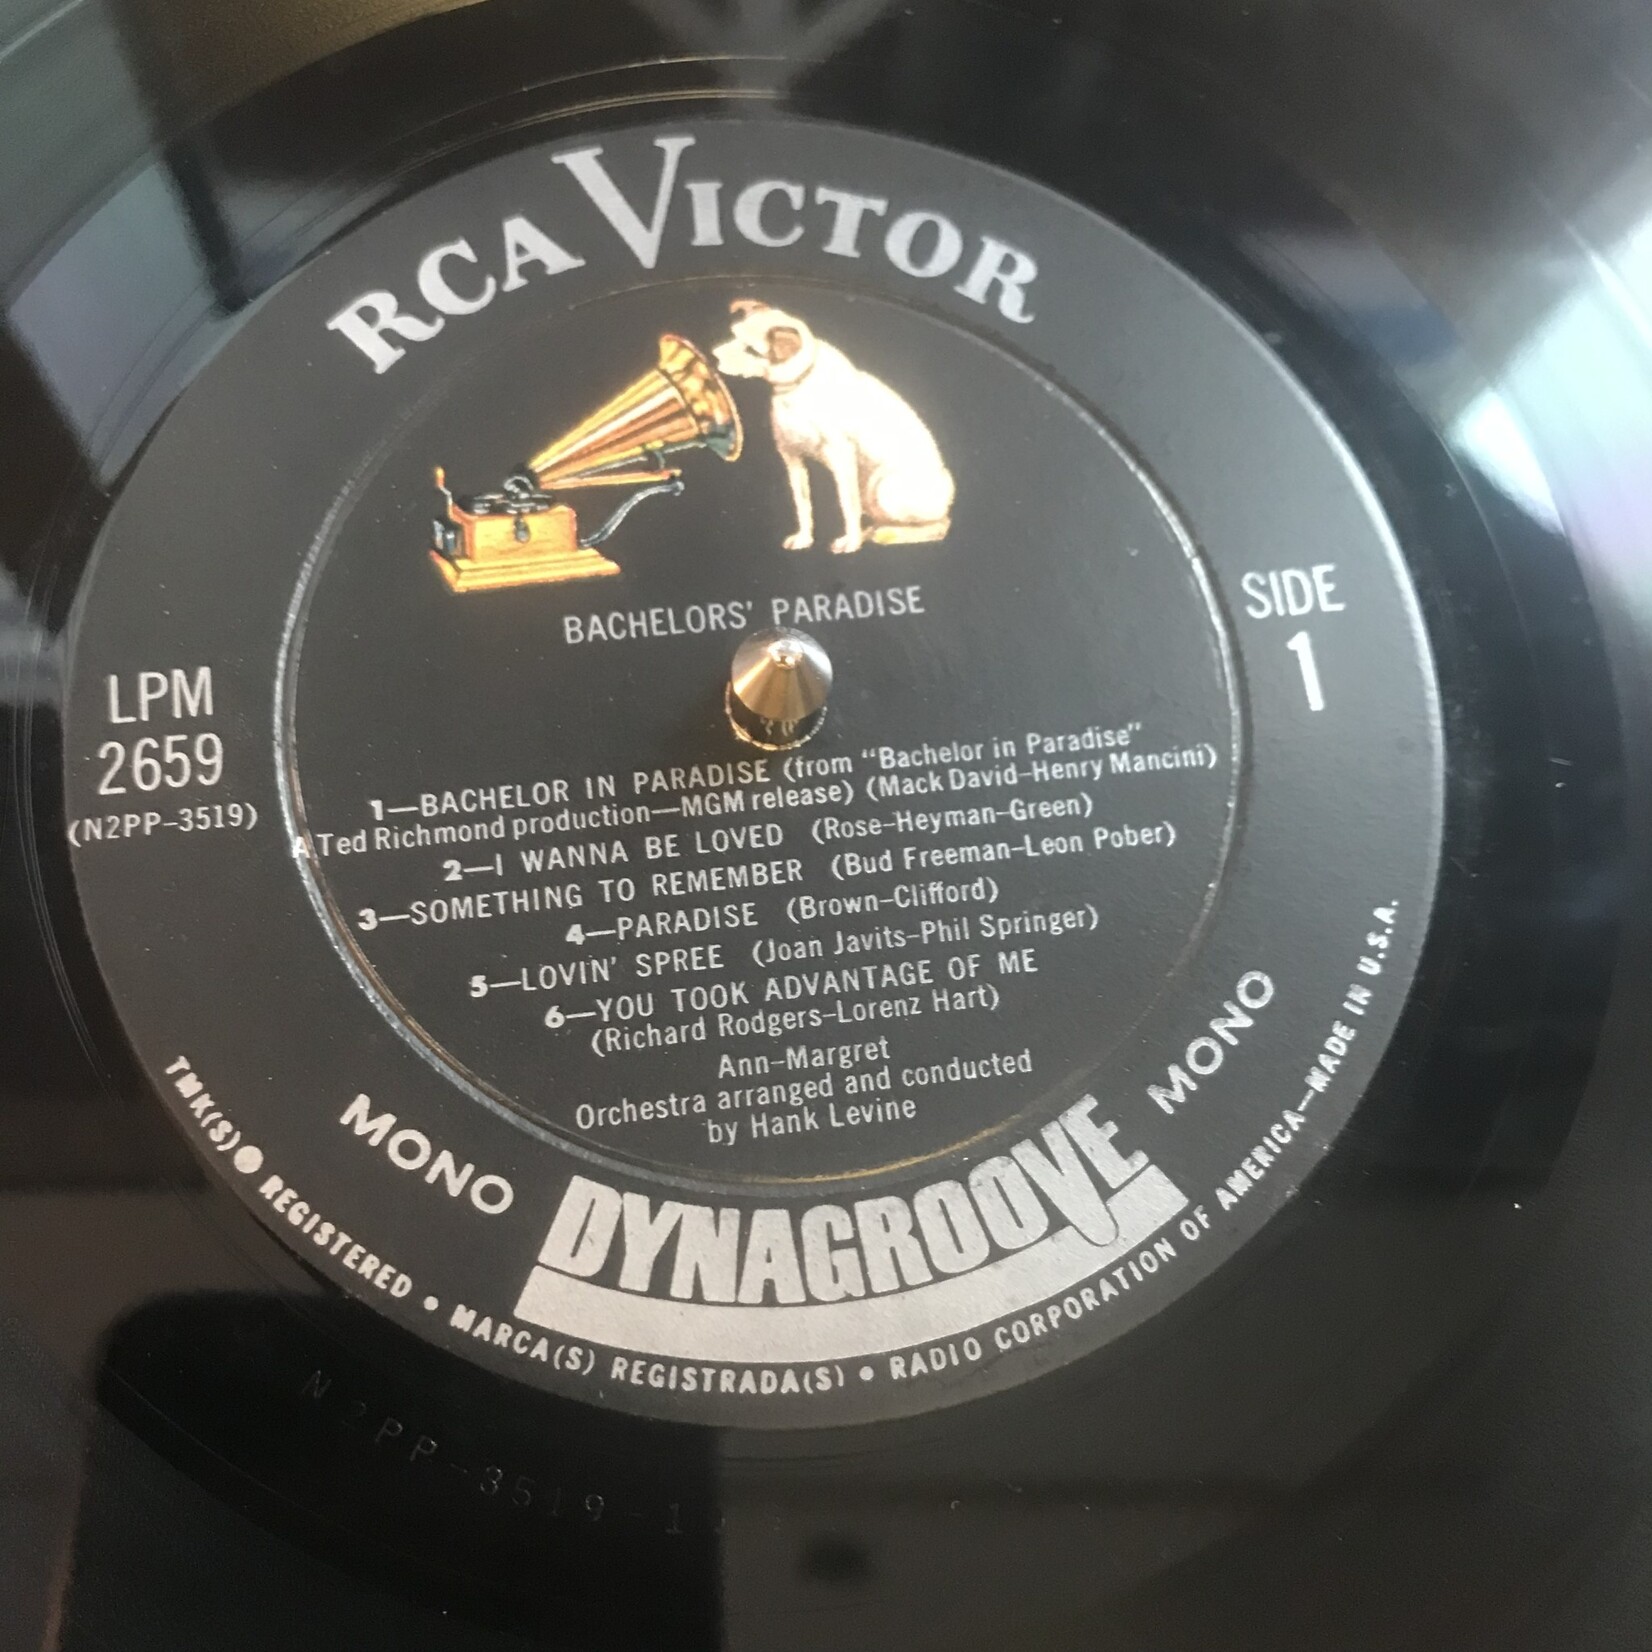 RCA VICTOR
BACHELORS' PARADISE
SIDE
1
LPM
2659
(N2PP-3519)
1—BACHELOR IN PARADISE (from “Bachelor in Paradise”
A Ted Richmond production—MGM release) (Mack David-Henry Mancini)
2—I WANNA BE LOVED (Rose-Heyman-Green)
3—SOMETHING TO REMEMBER (Bud Freeman-Leon Pober)
4—PARADISE (Brown-Clifford)
5—LOVIN' SPREE (Joan Javits-Phil Springer)
6—YOU TOOK ADVANTAGE OF ME
(Richard Rodgers-Lorenz Hart)
Ann-Margret
Orchestra arranged and conducted
by Hank Levine
MONO DYNAGROOVE MONO
TMK(S)● REGISTERED • MARCA(S) REGISTRADA(S) • RADIO CORPORATION OF AMERICA—MADE IN U.S.A.
N2PP-3519-1